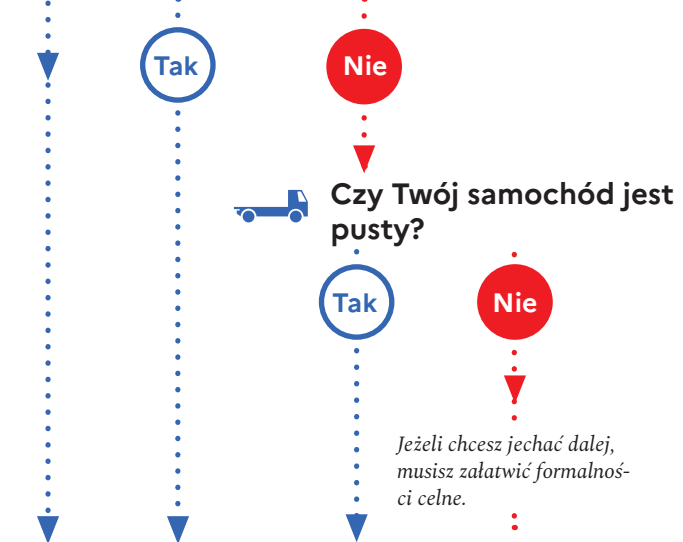 Tak
Nie
Czy Twój samochód jest
pusty?
Tak
Nie
Jeżeli chcesz jechać dalej,
musisz załatwić formalnoś-
ci celne.